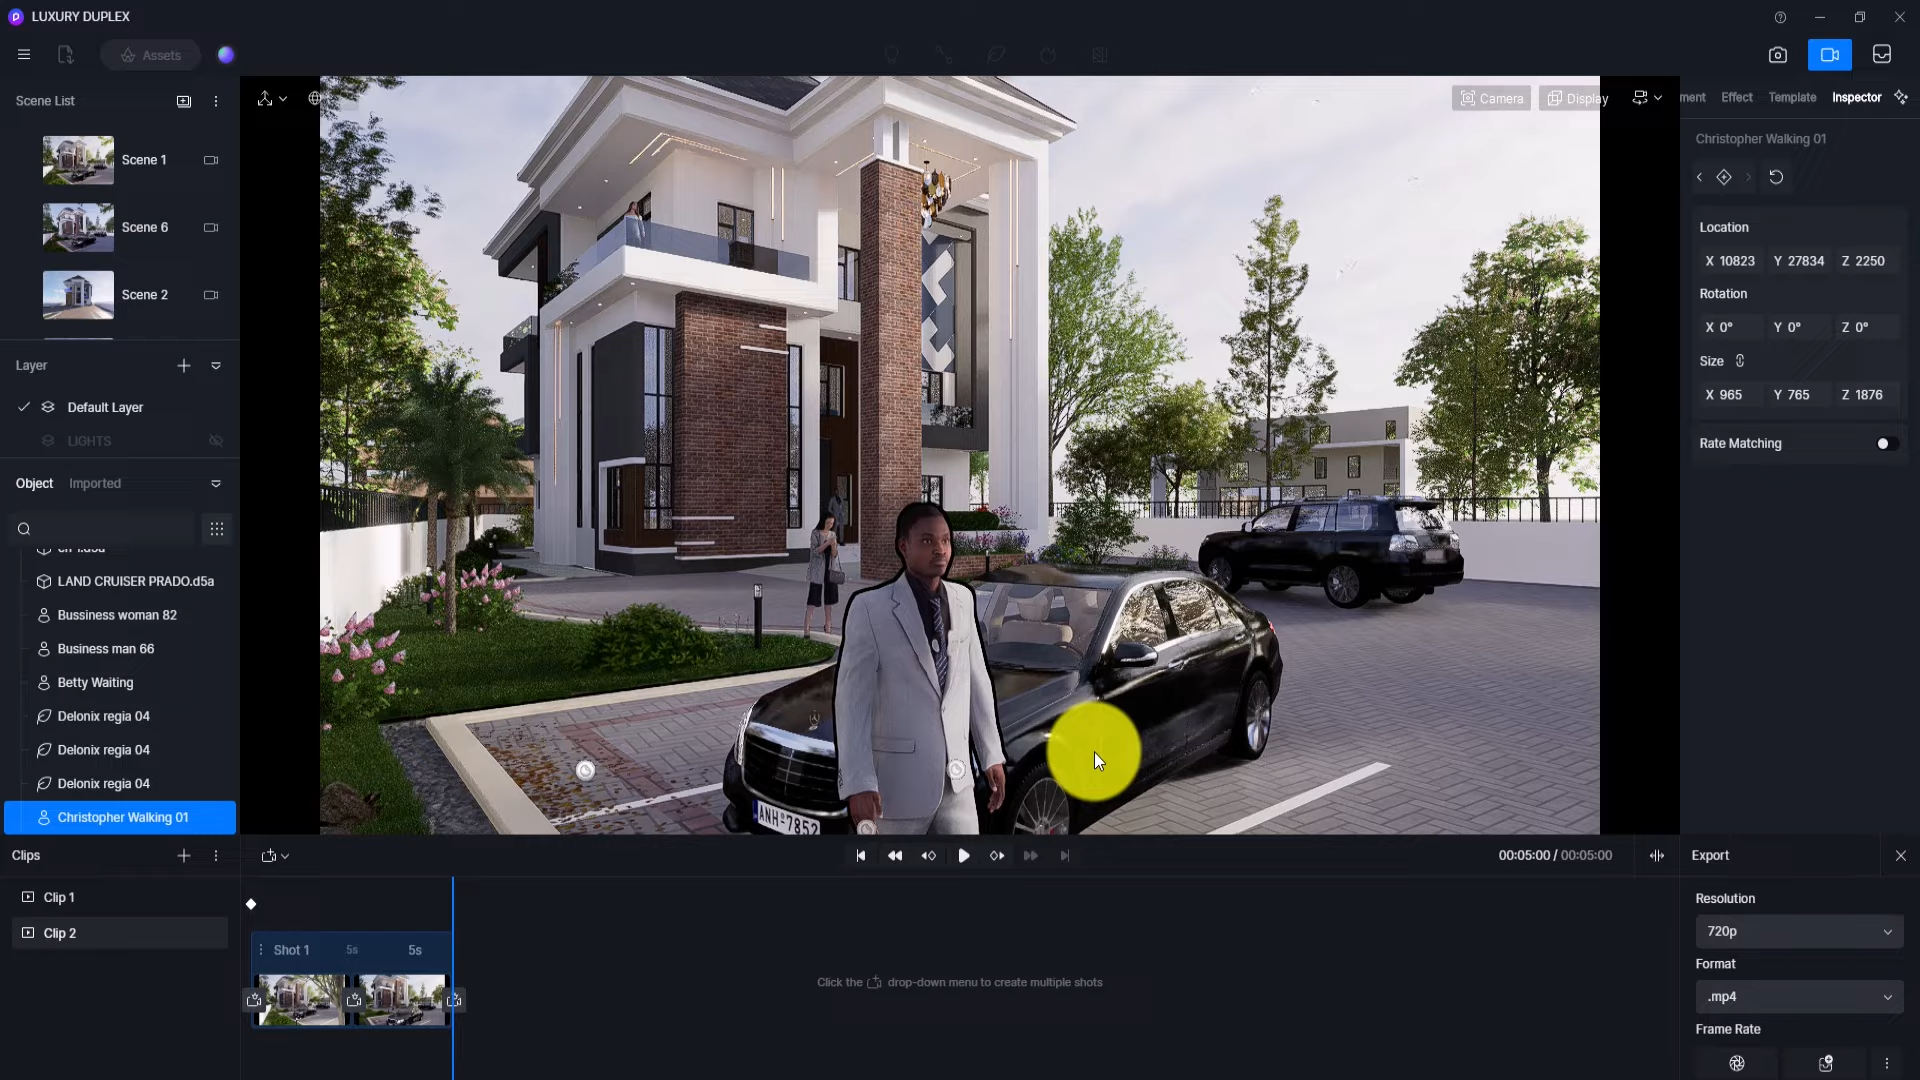 LUXURY DUPLEX
Assets
Scene List
Scene 1
Scene 6
Scene 2
Layer
Default Layer
LIGHTS
Object Imported
LAND CRUISER PRADO.d5a
Bussiness woman 82
Business man 66
Betty Waiting
Delonix regia 04
Delonix regia 04
Delonix regia 04
Christopher Walking 01
Camera Display
ment Effect Template Inspector
Christopher Walking 01
Location
X 10823 Y 27834 Z 2250
Rotation
X 0° Y 0° Z 0°
Size
X 965 Y 765 Z 1876
Rate Matching
ANH 7852
Clips
Clip 1
Clip 2
00:05:00 / 00:05:00
Shot 1 5s 5s
Click the drop-down menu to create multiple shots
Export
Resolution
720p
Format
.mp4
Frame Rate